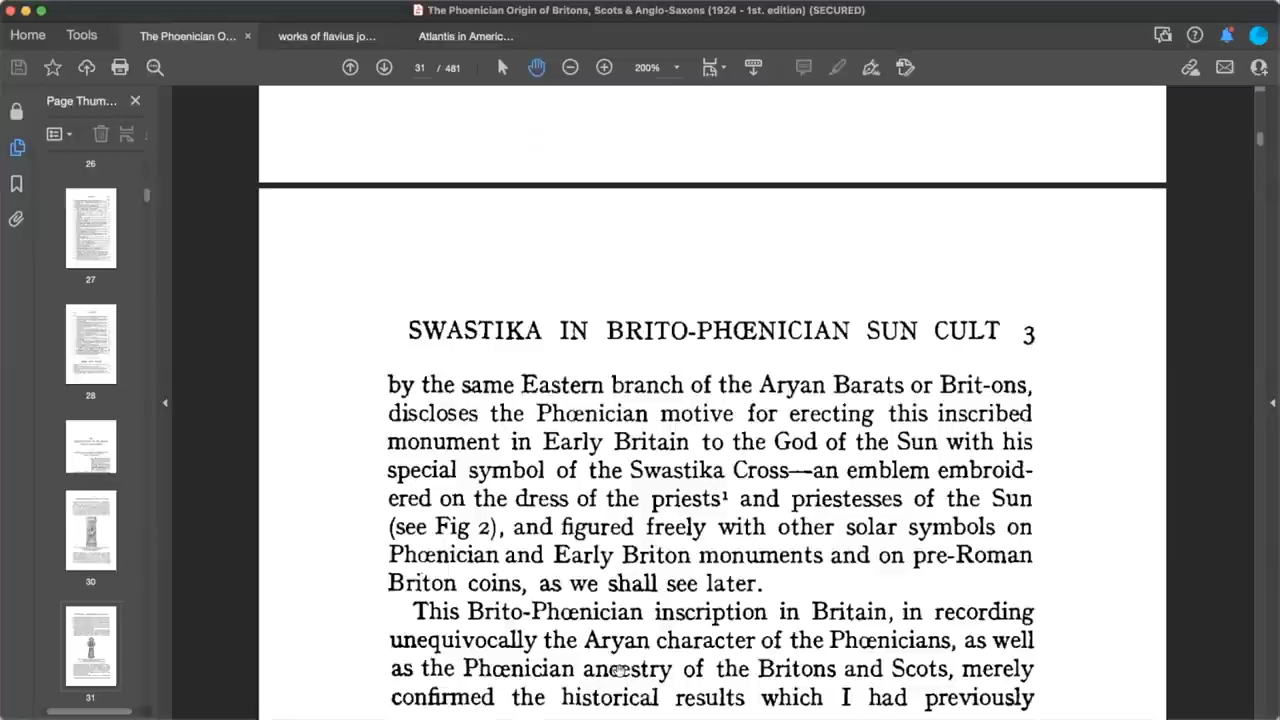 The Phoenician Origin of Britons, Scots & Anglo-Saxons (1924 - 1st. edition) (SECURED)
Home Tools The Phoenician O... × works of flavius jo... Atlantis in Americ...
31 / 481 200%
Page Thum...
26
27
28
30
31
SWASTIKA IN BRITO-PHŒNICIAN SUN CULT 3
by the same Eastern branch of the Aryan Barats or Brit-ons,
discloses the Phœnician motive for erecting this inscribed
monument in Early Britain to the God of the Sun with his
special symbol of the Swastika Cross—an emblem embroid-
ered on the dress of the priests¹ and priestesses of the Sun
(see Fig 2), and figured freely with other solar symbols on
Phœnician and Early Briton monuments and on pre-Roman
Briton coins, as we shall see later.
This Brito-Phœnician inscription in Britain, in recording
unequivocally the Aryan character of the Phœnicians, as well
as the Phœnician ancestry of the Britons and Scots, merely
confirmed the historical results which I had previously